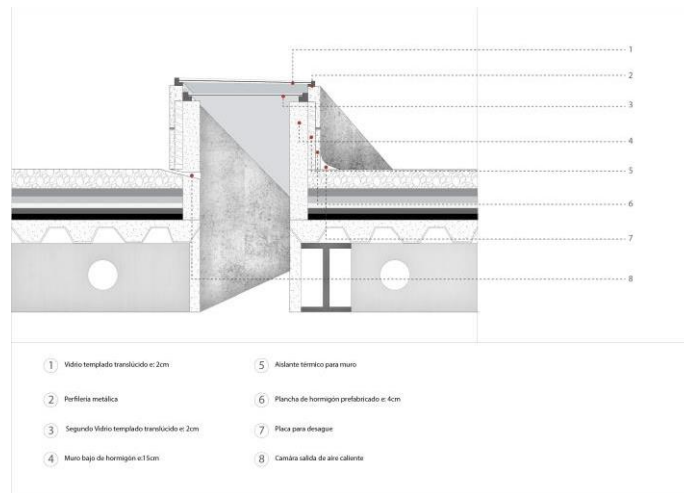 1
2
3
4
5
6
7
8
1 Vidrio templado translúcido e: 2cm
2 Perfilería metálica
3 Segundo Vidrio templado translúcido e: 2cm
4 Muro bajo de hormigón e:15cm
5 Aislante térmico para muro
6 Plancha de hormigón prefabricado e: 4cm
7 Placa para desague
8 Camára salida de aire caliente